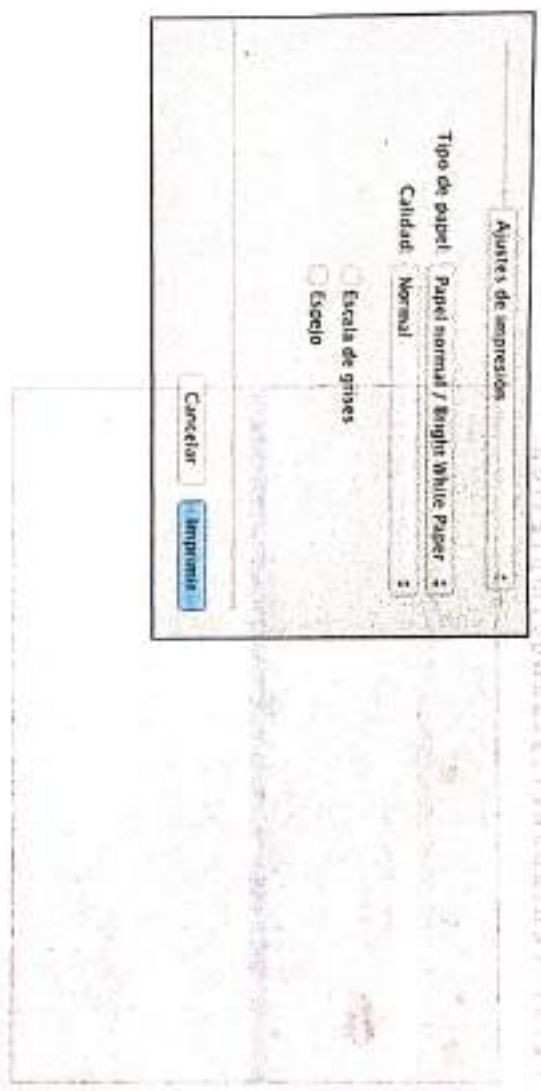 Ajustes de impresión
Tipo de papel: Papel normal / Bright White Paper
Calidad: Normal
Escala de grises
Espejo
Cancelar Imprimir